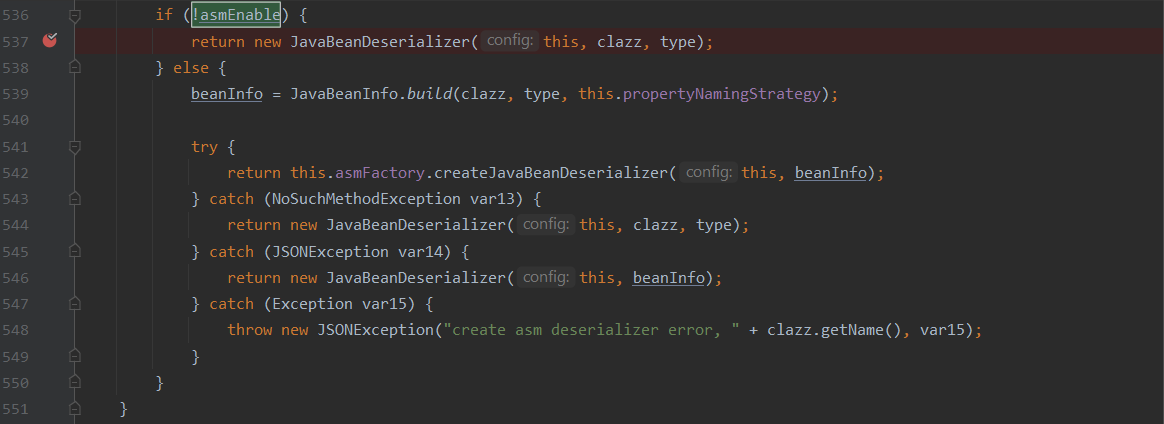 536 if (!asmEnable) {
537 return new JavaBeanDeserializer( config: this, clazz, type);
538 } else {
539 beanInfo = JavaBeanInfo.build(clazz, type, this.propertyNamingStrategy);
540
541 try {
542 return this.asmFactory.createJavaBeanDeserializer( config: this, beanInfo);
543 } catch (NoSuchMethodException var13) {
544 return new JavaBeanDeserializer( config: this, clazz, type);
545 } catch (JSONException var14) {
546 return new JavaBeanDeserializer( config: this, beanInfo);
547 } catch (Exception var15) {
548 throw new JSONException("create asm deserializer error, " + clazz.getName(), var15);
549 }
550 }
551 }